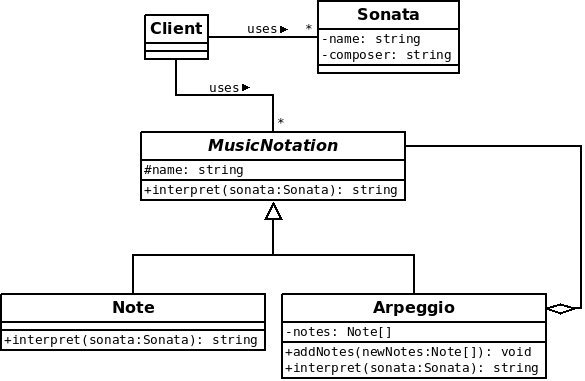 Client
uses
*
Sonata
-name: string
-composer: string
uses
*
MusicNotation
#name: string
+interpret(sonata:Sonata): string
Note
+interpret(sonata:Sonata): string
Arpeggio
-notes: Note[]
+addNotes(newNotes:Note[]): void
+interpret(sonata:Sonata): string